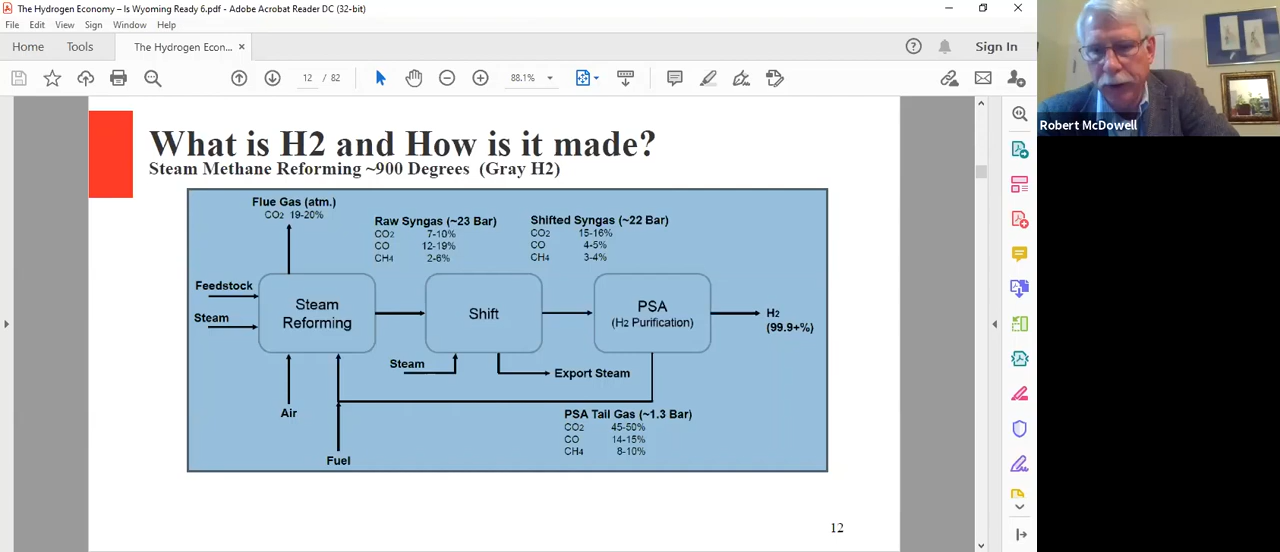 The Hydrogen Economy – Is Wyoming Ready 6.pdf - Adobe Acrobat Reader DC (32-bit)
File Edit View Sign Window Help
Home Tools The Hydrogen Econ... × Sign In
12 / 82 88.1%
What is H2 and How is it made?
Steam Methane Reforming ~900 Degrees (Gray H2)
Flue Gas (atm.)
CO2 19-20%
Raw Syngas (~23 Bar)
CO2 7-10%
CO 12-19%
CH4 2-6%
Shifted Syngas (~22 Bar)
CO2 15-16%
CO 4-5%
CH4 3-4%
Feedstock
Steam
Steam
Reforming
Shift
PSA
(H2 Purification)
H2
(99.9+%)
Steam
Export Steam
Air
Fuel
PSA Tail Gas (~1.3 Bar)
CO2 45-50%
CO 14-15%
CH4 8-10%
12
Robert McDowell